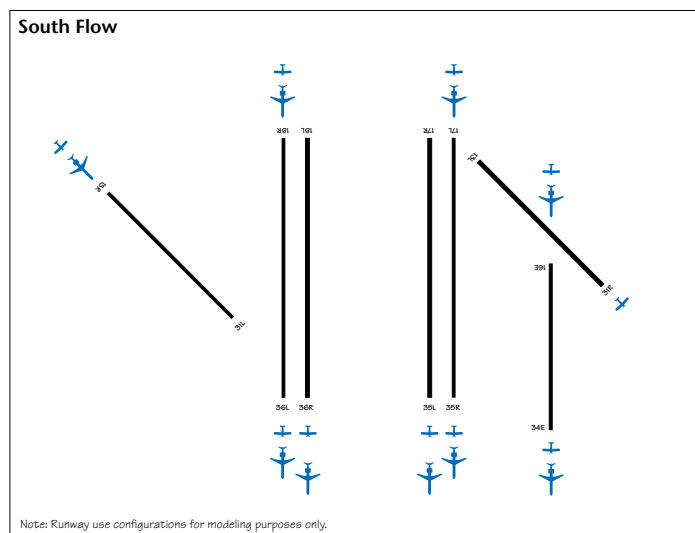 South Flow
18R
18L
17R
17L
13L
13R
16E
31R
31L
36L
36R
35L
35R
34E
Note: Runway use configurations for modeling purposes only.